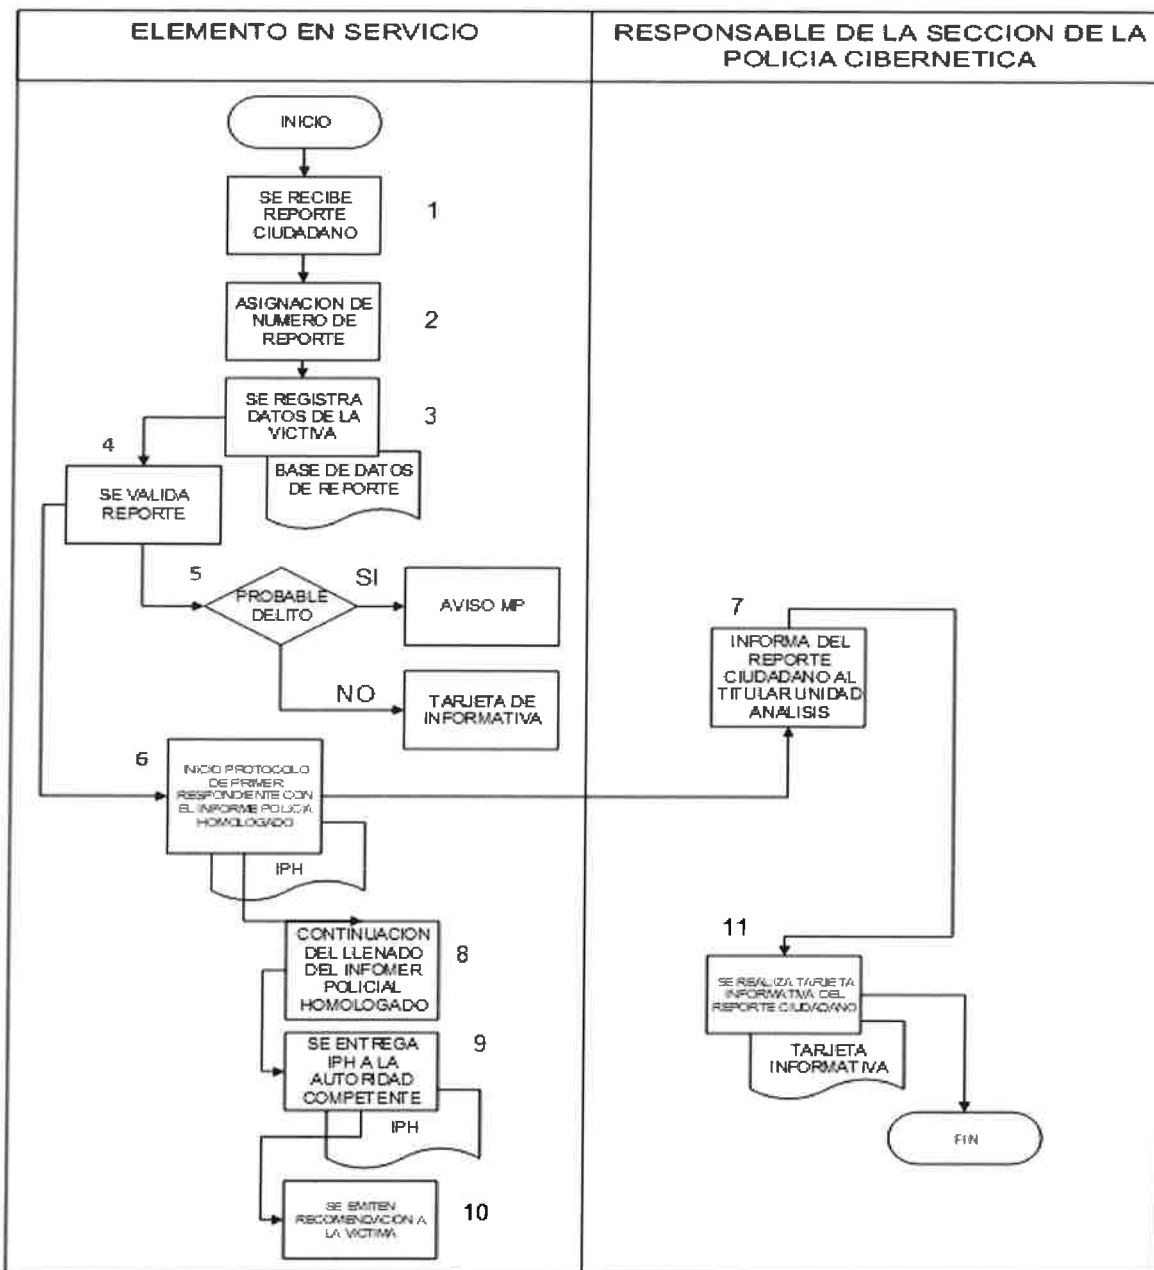 ELEMENTO EN SERVICIO
RESPONSABLE DE LA SECCION DE LA
POLICIA CIBERNETICA
INICIO
SE RECIBE
REPORTE
CIUDADANO
1
ASIGNACION DE
NUMERO DE
REPORTE
2
SE REGISTRA
DATOS DE LA
VICTIVA
3
BASE DE DATOS
DE REPORTE
4
SE VALIDA
REPORTE
5
PROBABLE
DELITO
SI
AVISO MP
NO
TARJETA DE
INFORMATIVA
6
INICIO PROTOCOLO
DE PRIMER
RESPONDIENTE CON
EL INFORME POLICIA
HOMOLOGADO
IPH
7
INFORMA DEL
REPORTE
CIUDADANO AL
TITULAR UNIDAD
ANALISIS
CONTINUACION
DEL LLENADO
DEL INFOMER
POLICIAL
HOMOLOGADO
8
SE ENTREGA
IPH A LA
AUTORIDAD
COMPETENTE
9
IPH
SE EMITEN
RECOMENDACION A
LA VICTIMA
10
11
SE REALIZA TARJETA
INFORMATIVA DEL
REPORTE CIUDADANO
TARJETA
INFORMATIVA
FIN